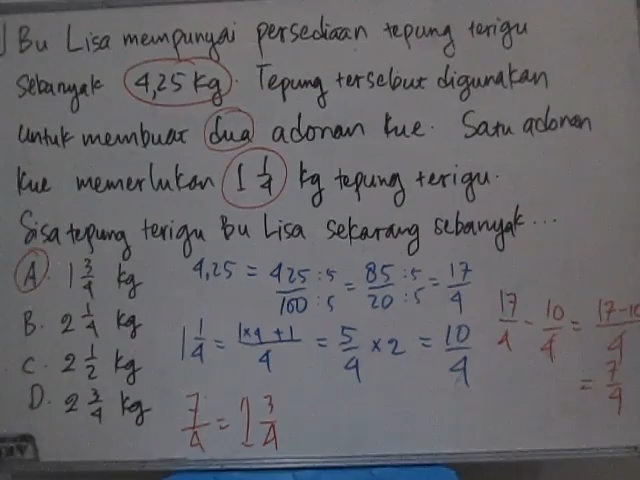 Bu Lisa mempunyai persediaan tepung terigu
sebanyak 4,25 kg. Tepung tersebut digunakan
untuk membuat dua adonan kue. Satu adonan
kue memerlukan 1 1/4 kg tepung terigu.
Sisa tepung terigu Bu Lisa sekarang sebanyak...
A. 1 3/4 kg
B. 2 1/4 kg
C. 2 1/2 kg
D. 2 3/4 kg
4,25 = 425 :5/100 :5 = 85 :5/20 :5 = 17/4
1 1/4 = 1x4+1/4 = 5/4 x 2 = 10/4
17/4 - 10/4 = 17-10/4
= 7/4
7/4 = 1 3/4